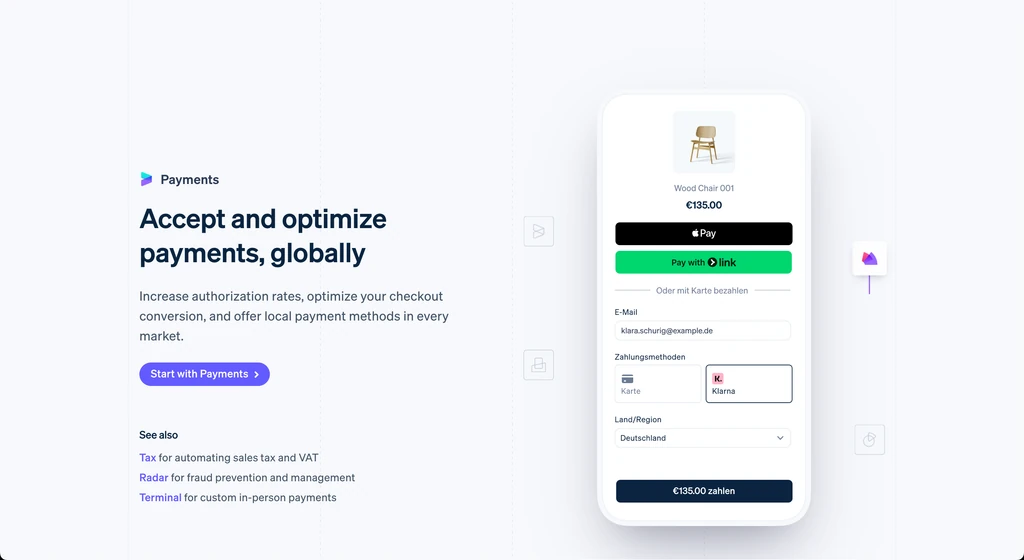 Payments
Accept and optimize
payments, globally
Increase authorization rates, optimize your checkout
conversion, and offer local payment methods in every
market.
Start with Payments
See also
Tax for automating sales tax and VAT
Radar for fraud prevention and management
Terminal for custom in-person payments
Wood Chair 001
€135.00
Pay
Pay with link
Oder mit Karte bezahlen
E-Mail
klara.schurig@example.de
Zahlungsmethoden
Karte
K.
Klarna
Land/Region
Deutschland
€135.00 zahlen